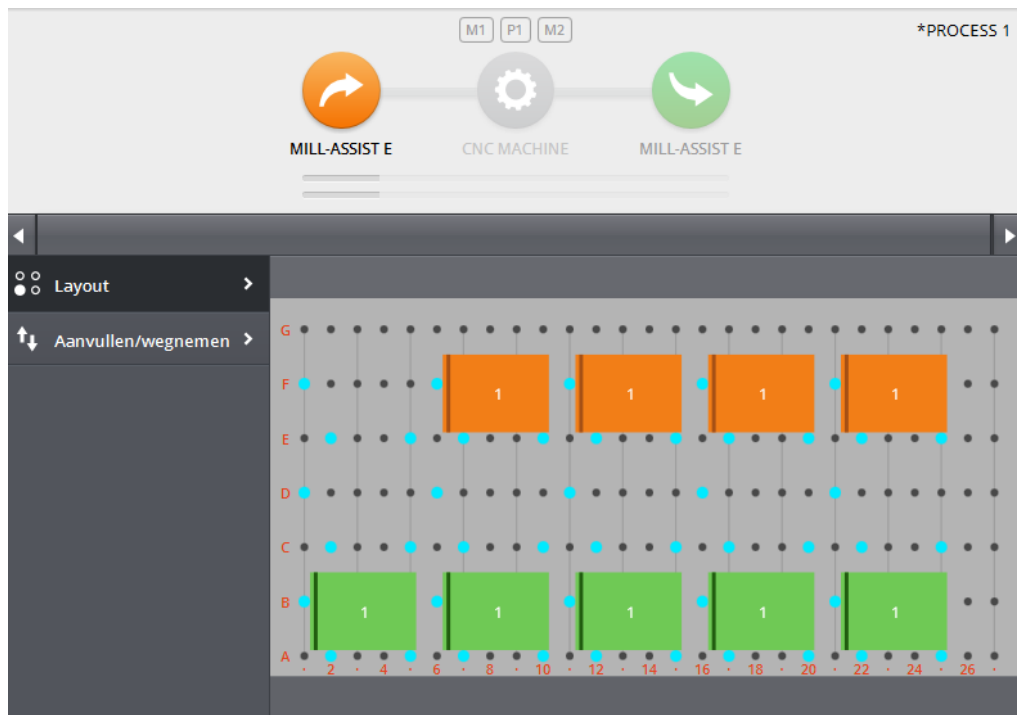 M1 P1 M2
*PROCESS 1
MILL-ASSIST E
CNC MACHINE
MILL-ASSIST E
Layout
Aanvullen/wegnemen
G
F
1 1 1 1
E
D
C
B
1 1 1 1 1
A
· 2 · 4 · 6 · 8 · 10 · 12 · 14 · 16 · 18 · 20 · 22 · 24 · 26 ·